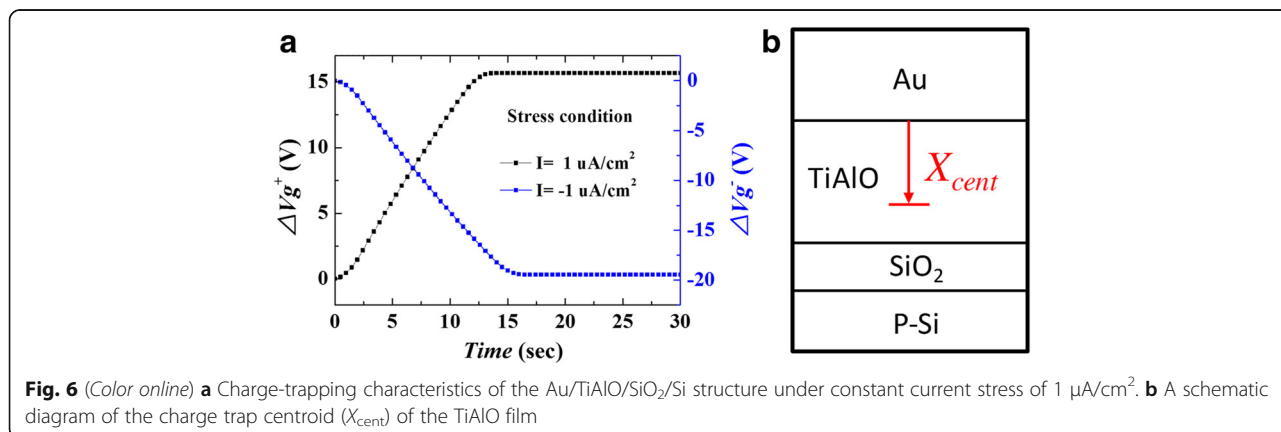 a
15
10
5
0
ΔVg⁺ (V)
0
-5
-10
-15
-20
ΔVg⁻ (V)
Stress condition
I= 1 uA/cm²
I= -1 uA/cm²
0 5 10 15 20 25 30
Time (sec)
b
Au
TiAlO
X_cent
SiO₂
P-Si
Fig. 6 (Color online) a Charge-trapping characteristics of the Au/TiAlO/SiO₂/Si structure under constant current stress of 1 μA/cm². b A schematic
diagram of the charge trap centroid (X_cent) of the TiAlO film